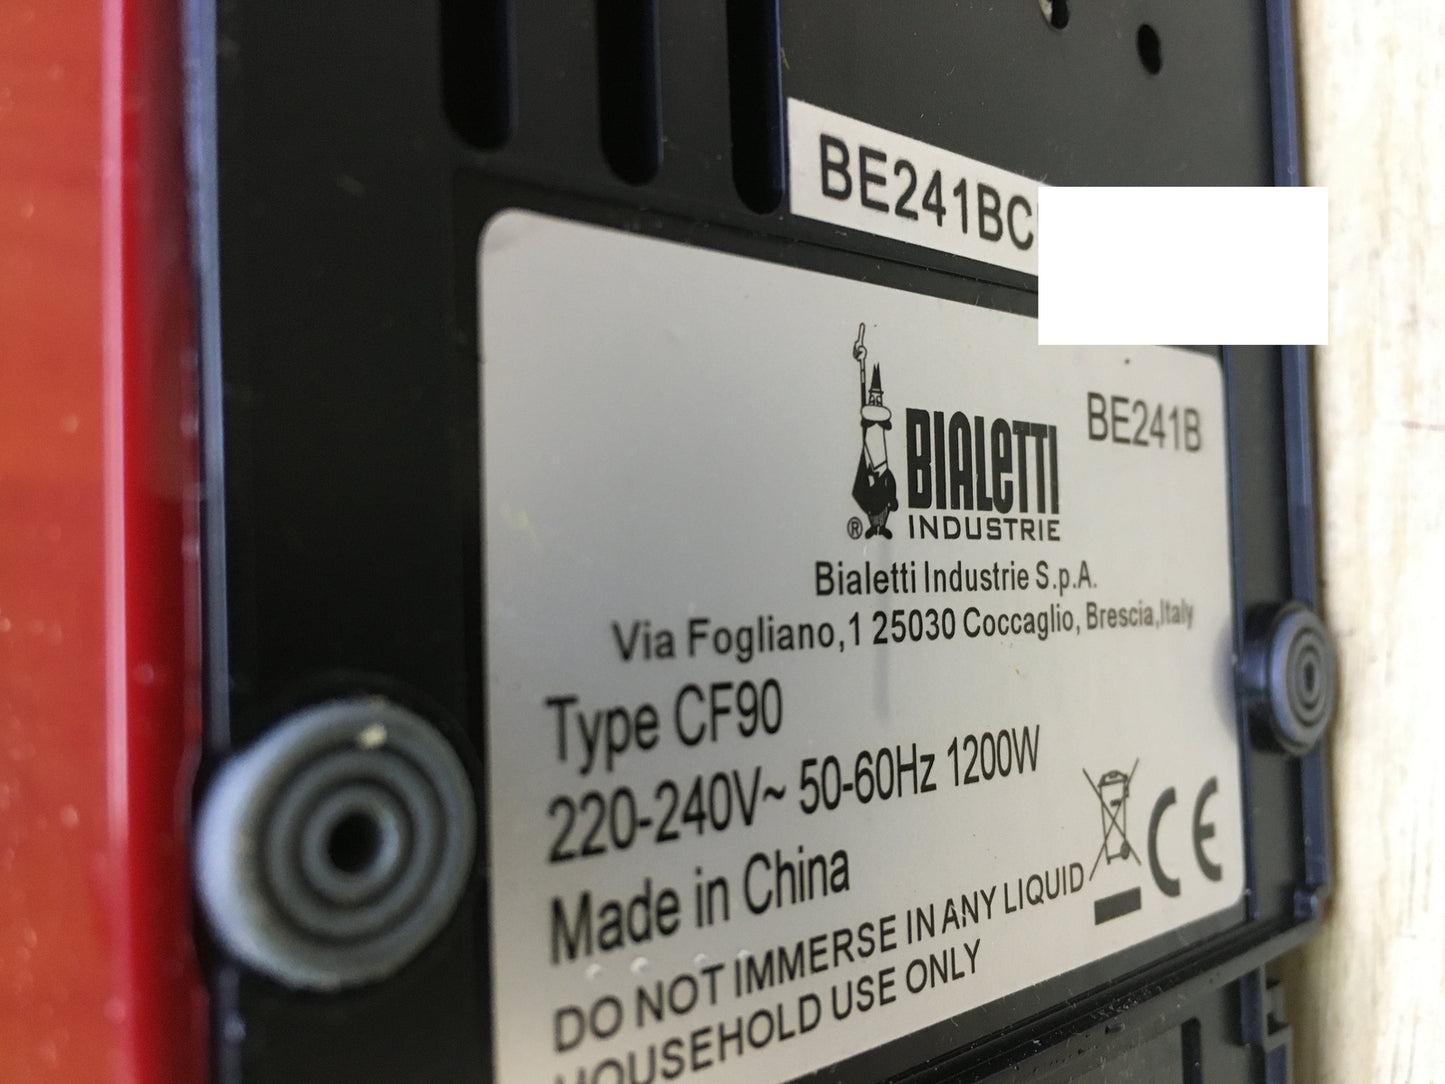 BE241BC
BIALETTI
INDUSTRIE
®
BE241B
Bialetti Industrie S.p.A.
Via Fogliano,1 25030 Coccaglio, Brescia,Italy
Type CF90
220-240V~ 50-60Hz 1200W
Made in China
DO NOT IMMERSE IN ANY LIQUID
HOUSEHOLD USE ONLY
CE